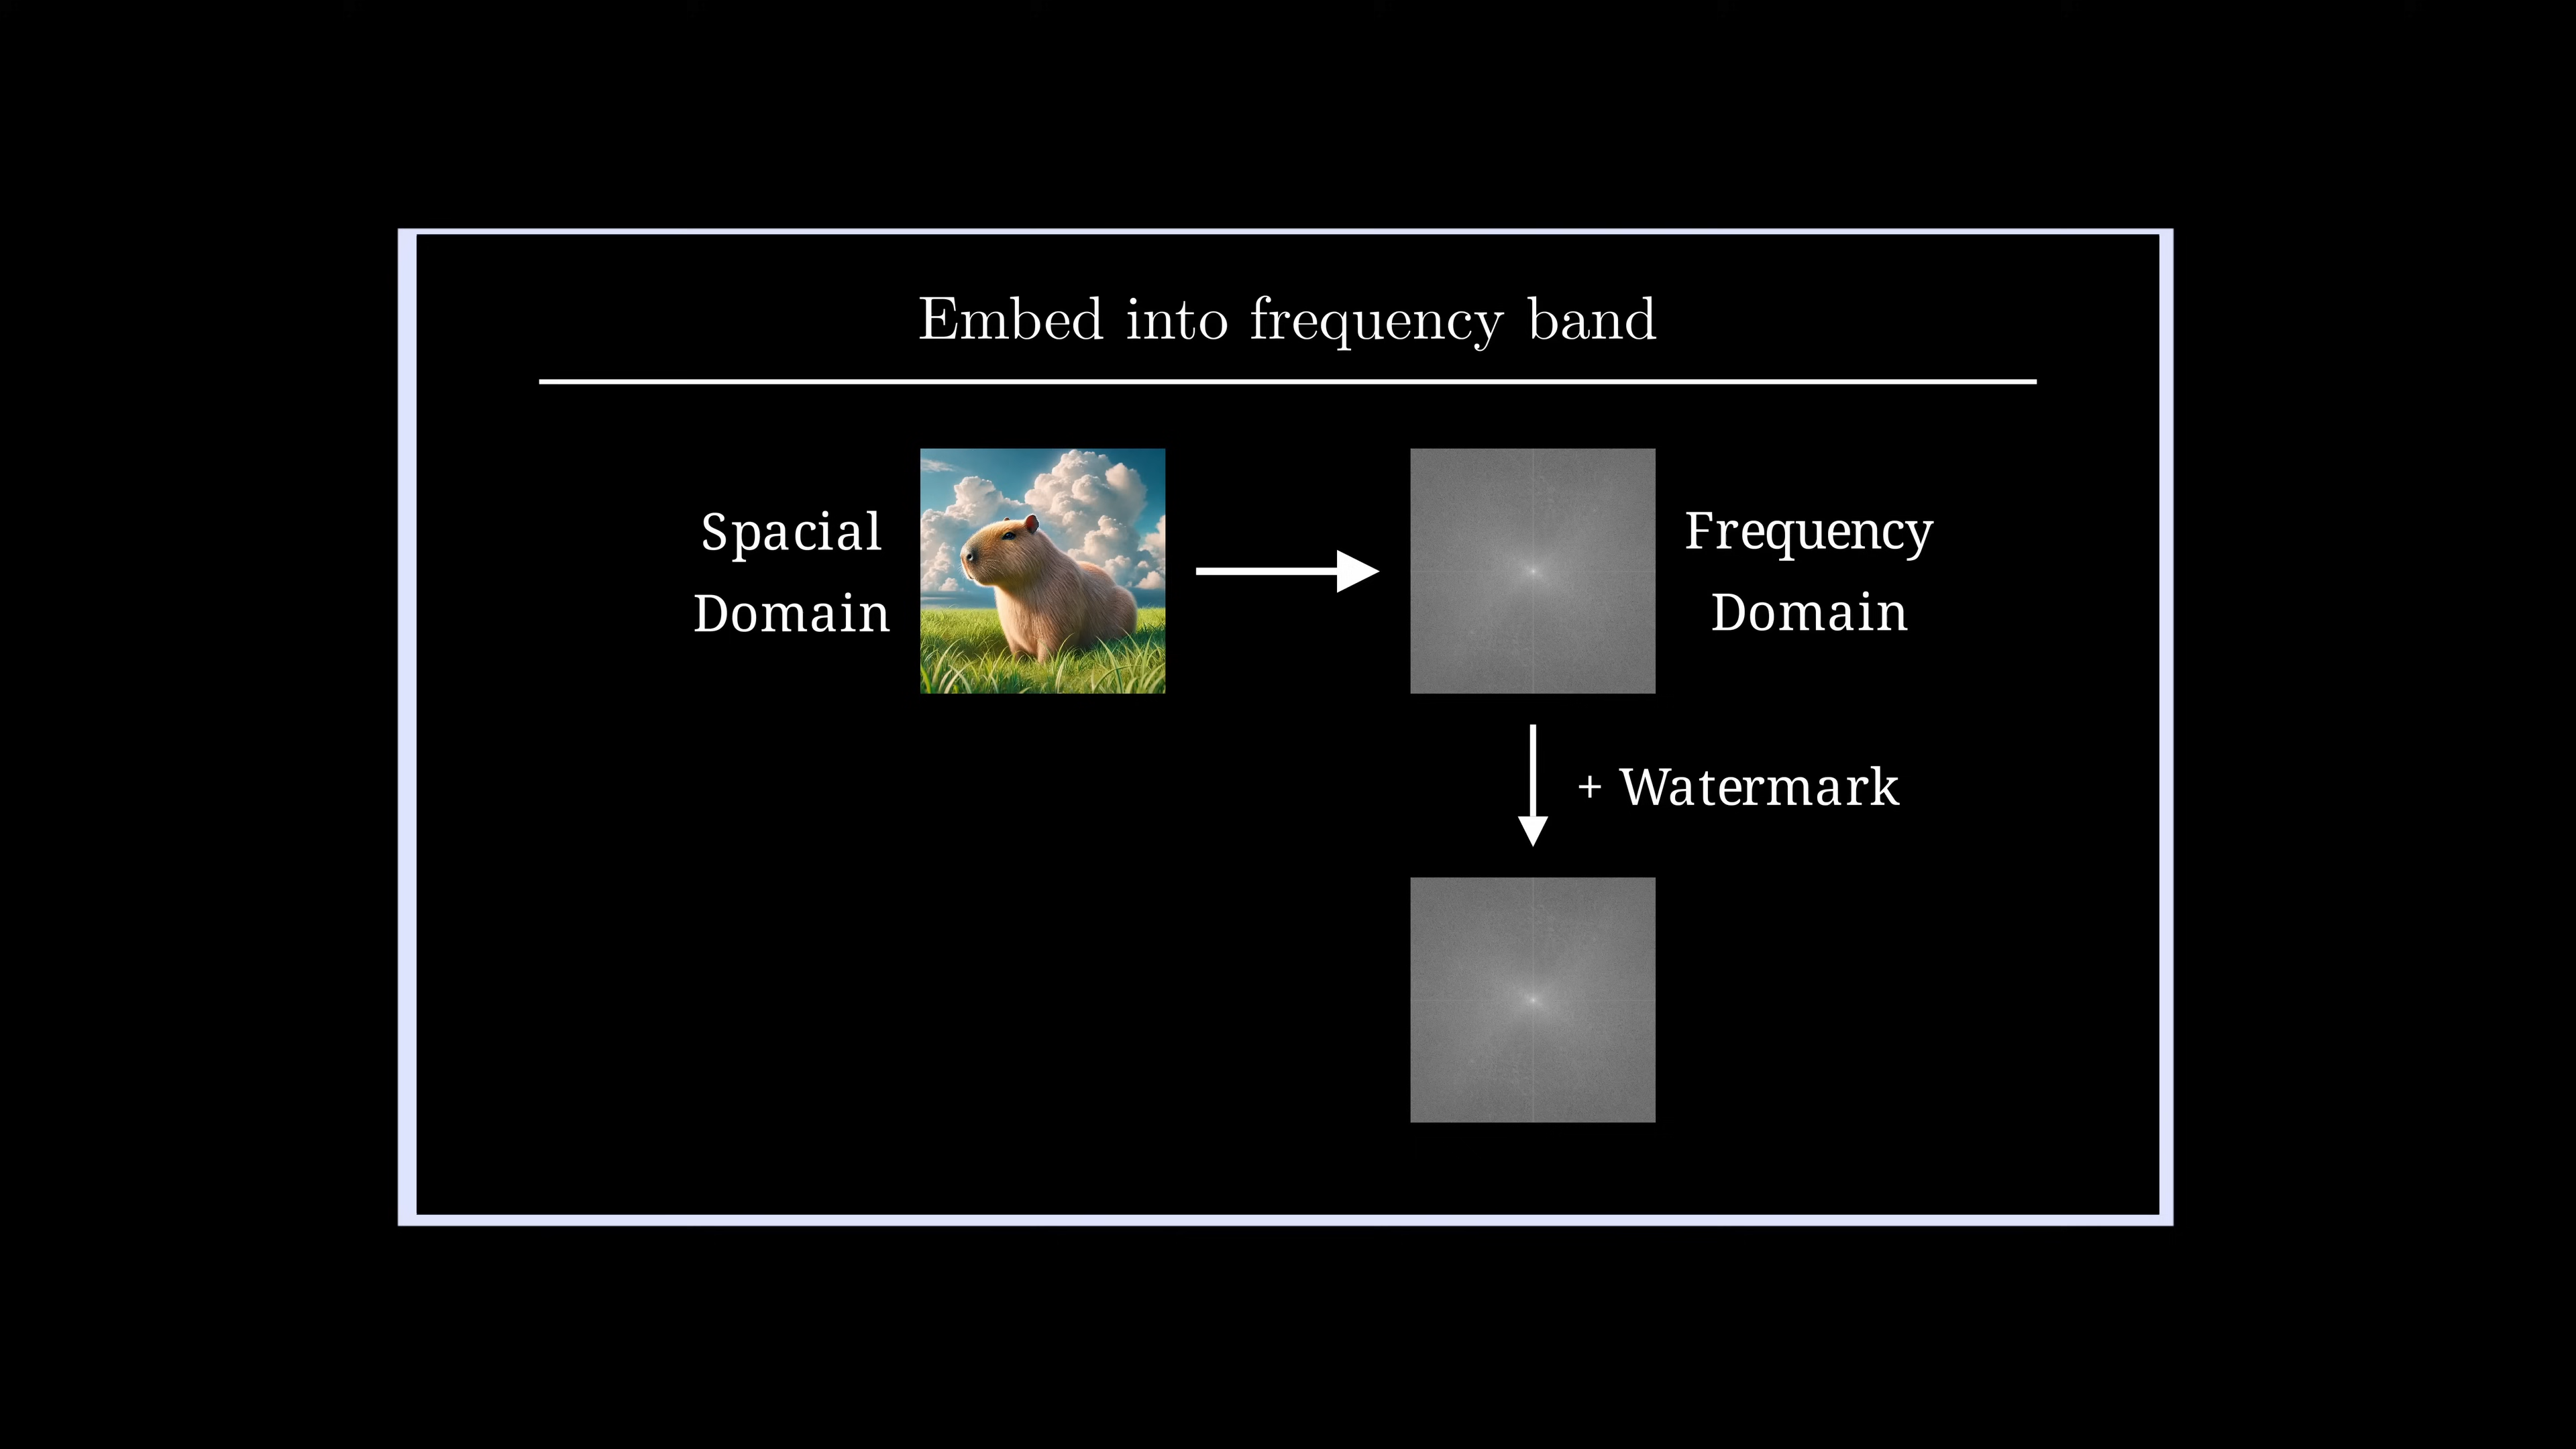 Embed into frequency band
Spacial
Domain
Frequency
Domain
+ Watermark